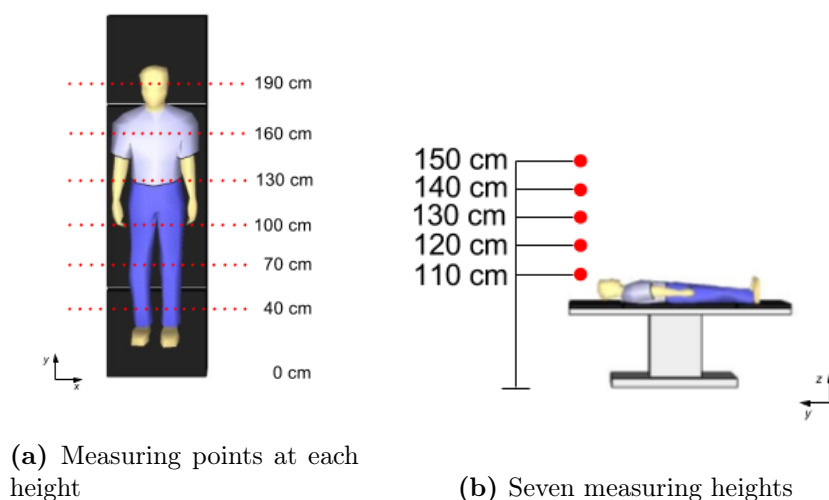 190 cm
160 cm
130 cm
100 cm
70 cm
40 cm
0 cm
y
x
(a) Measuring points at each
height
150 cm
140 cm
130 cm
120 cm
110 cm
z
y
(b) Seven measuring heights